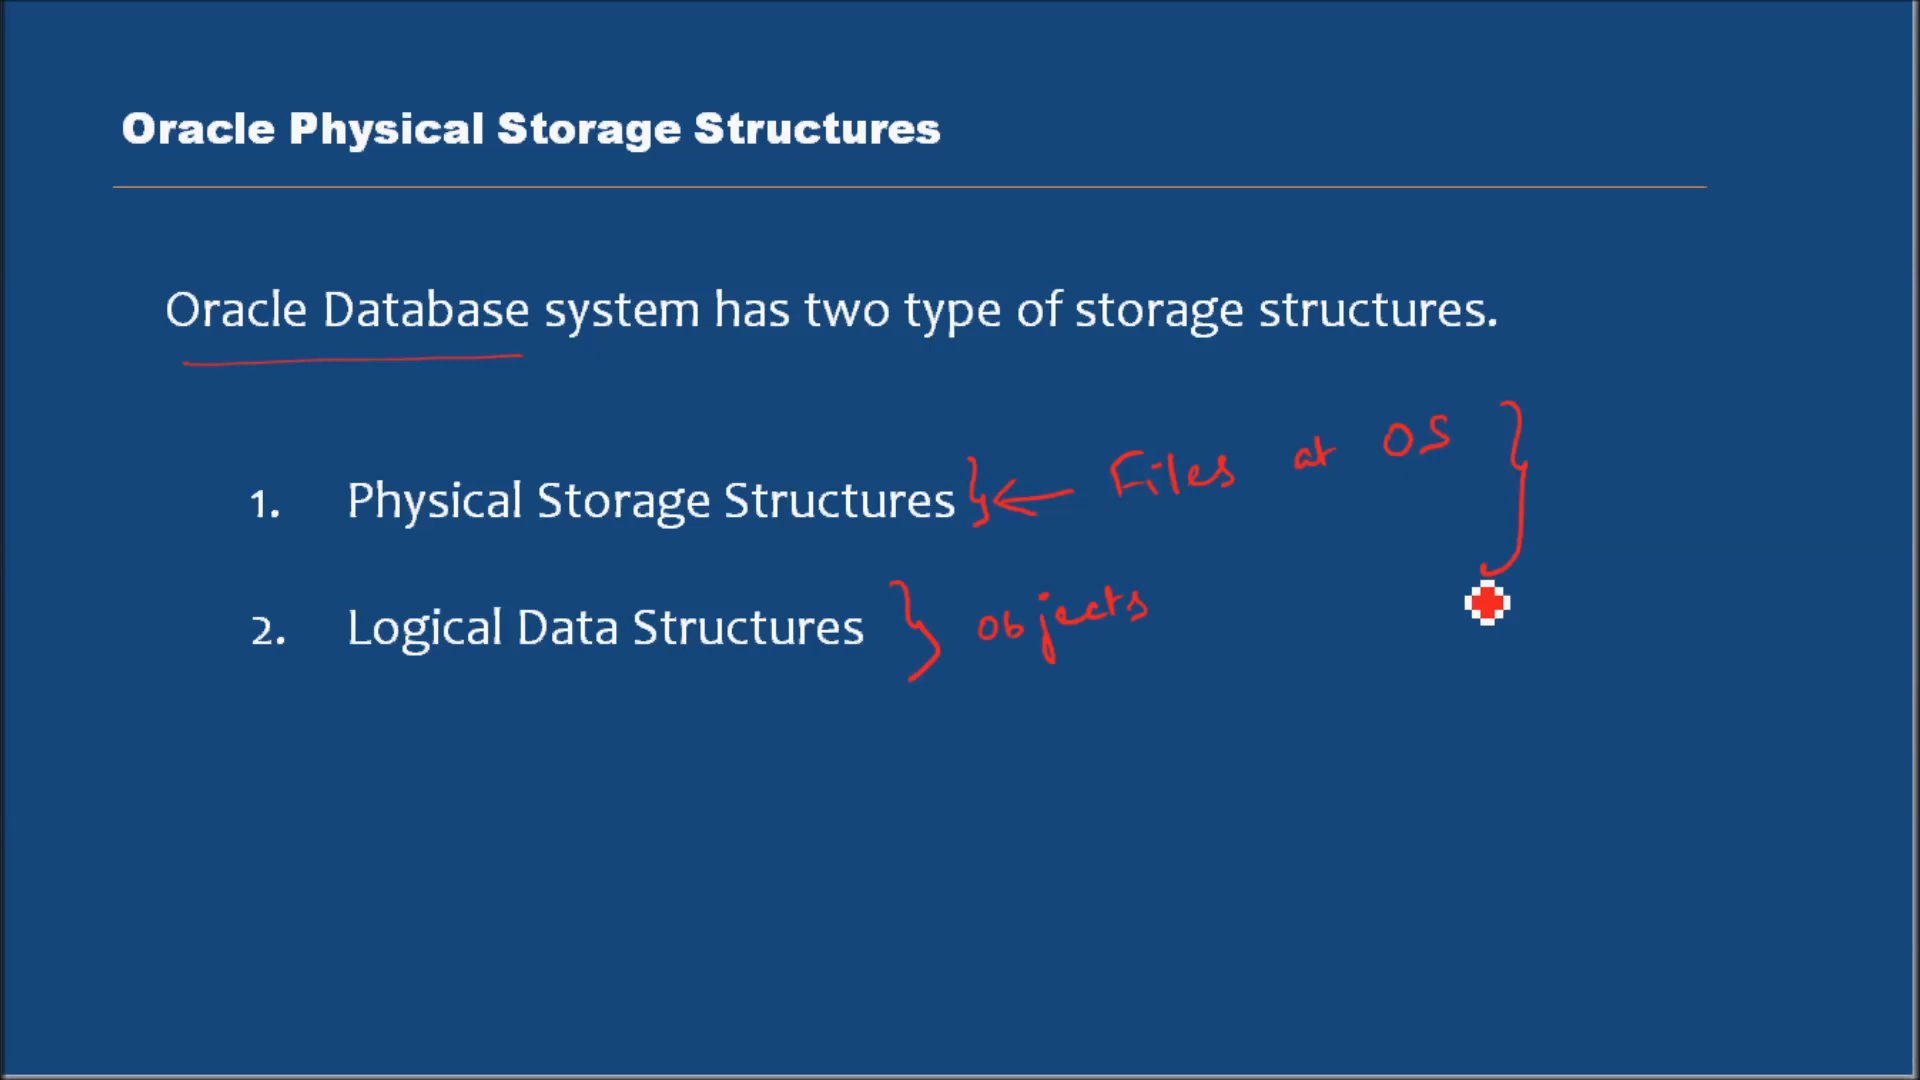 Oracle Physical Storage Structures
Oracle Database system has two type of storage structures.
1. Physical Storage Structures } ← Files at OS }
2. Logical Data Structures } objects